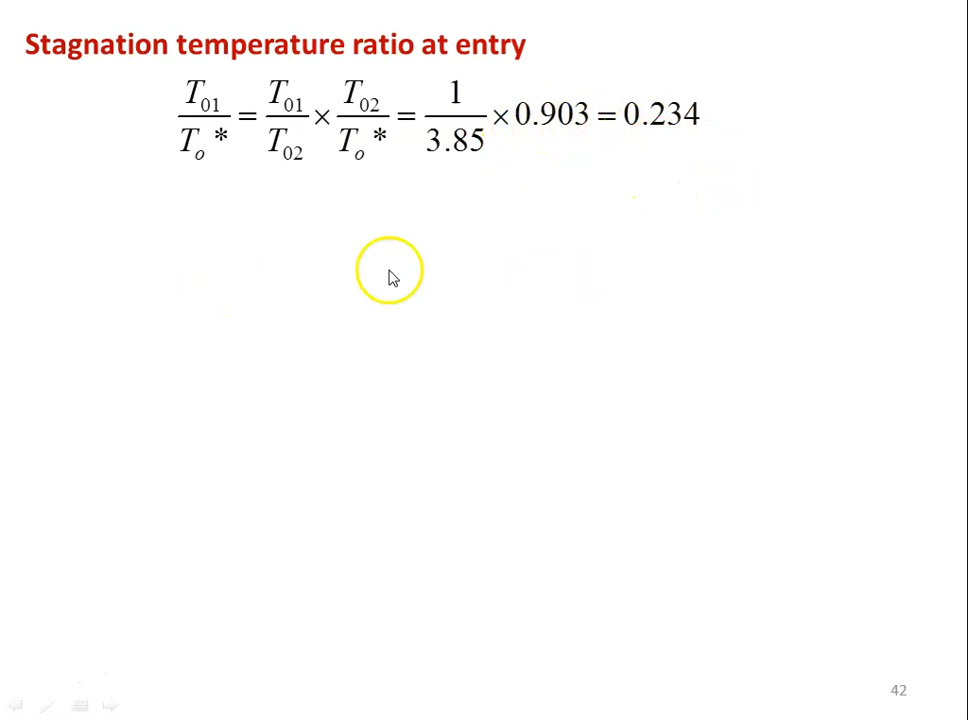 Stagnation temperature ratio at entry
T01/To* = T01/T02 × T02/To* = 1/3.85 × 0.903 = 0.234
42